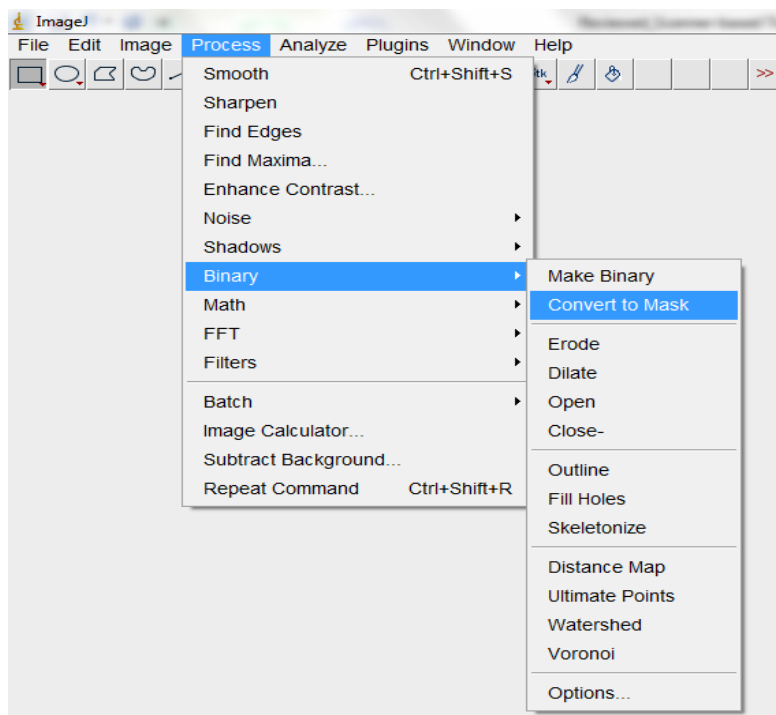 ImageJ
File Edit Image Process Analyze Plugins Window Help
Smooth Ctrl+Shift+S
Sharpen
Find Edges
Find Maxima...
Enhance Contrast...
Noise
Shadows
Binary
Math
FFT
Filters
Batch
Image Calculator...
Subtract Background...
Repeat Command Ctrl+Shift+R
Make Binary
Convert to Mask
Erode
Dilate
Open
Close-
Outline
Fill Holes
Skeletonize
Distance Map
Ultimate Points
Watershed
Voronoi
Options...
>>